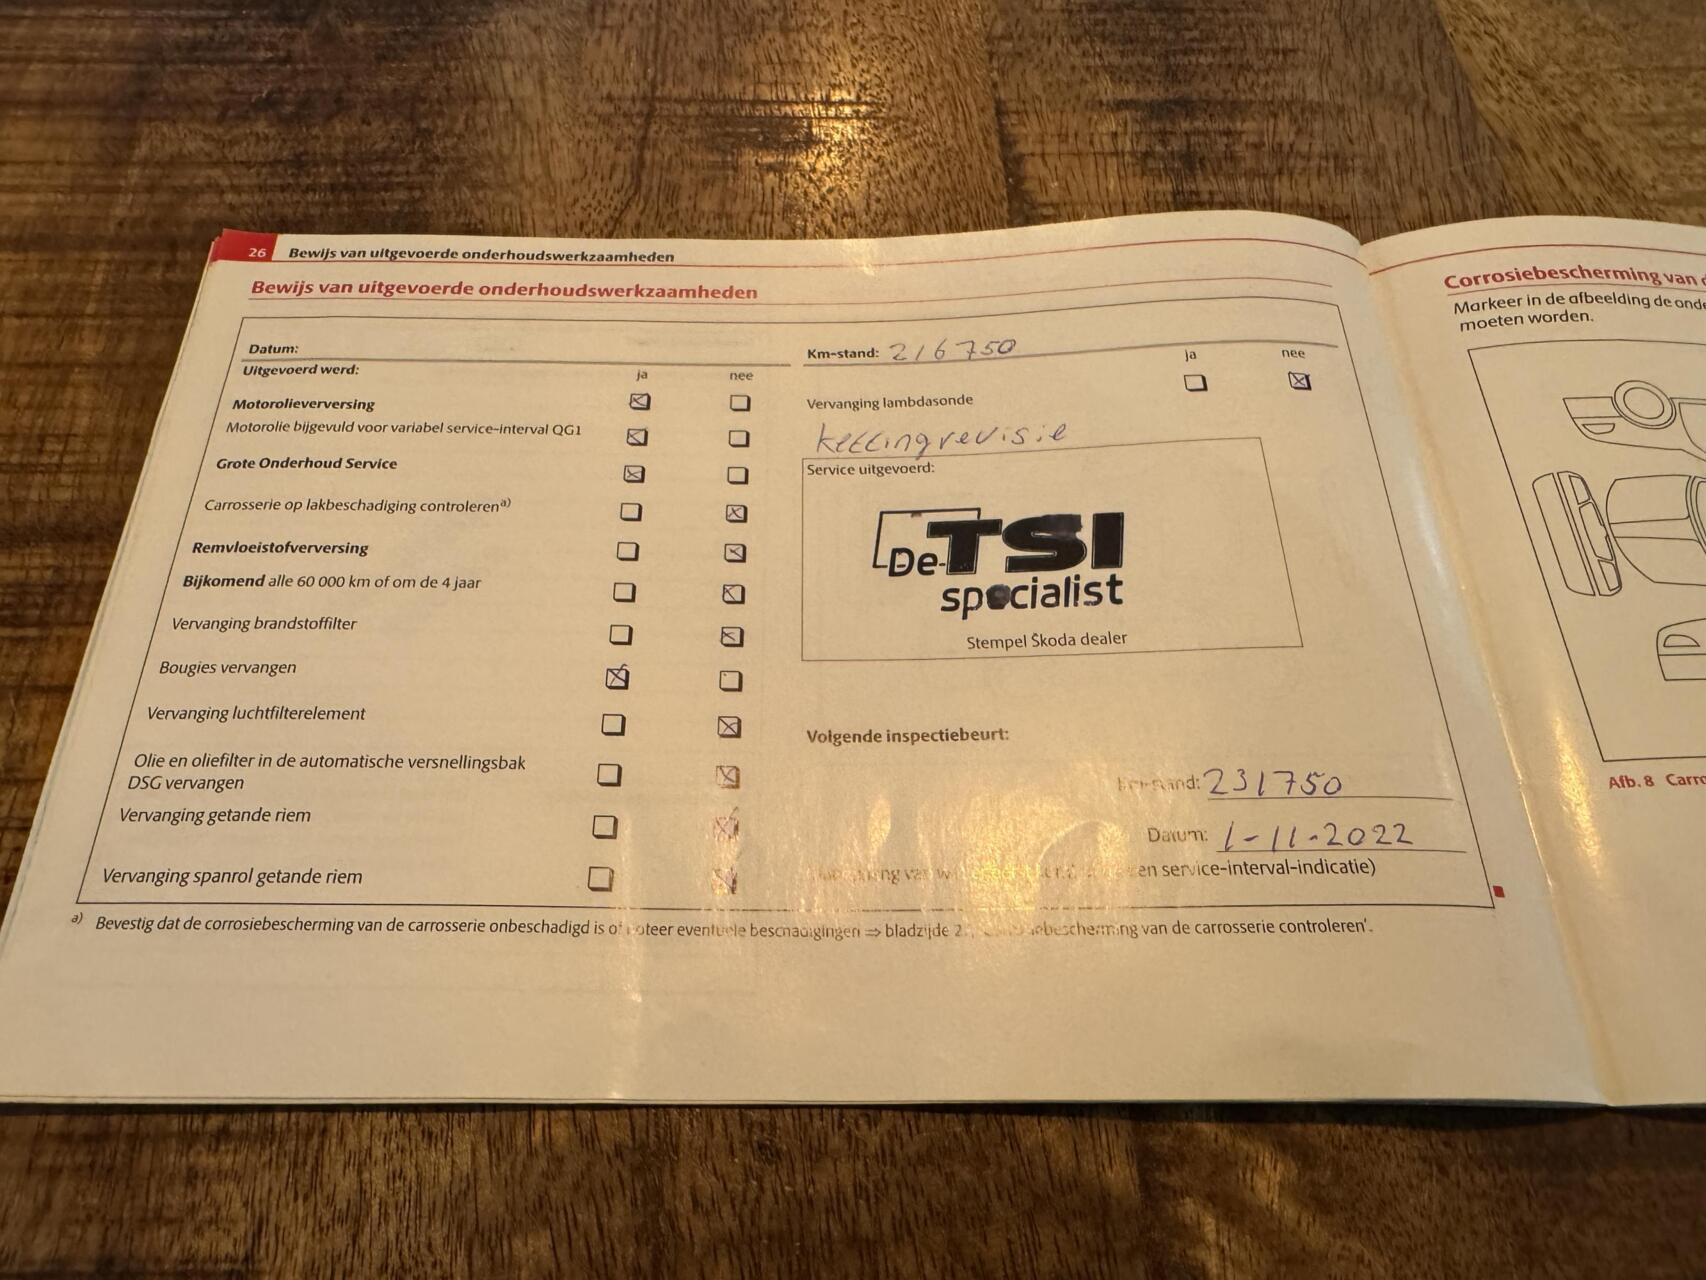 26 Bewijs van uitgevoerde onderhoudswerkzaamheden
Bewijs van uitgevoerde onderhoudswerkzaamheden
Datum:
Uitgevoerd werd:
ja nee
Motorolieverversing
Motorolie bijgevuld voor variabel service-interval QG1
Grote Onderhoud Service
Carrosserie op lakbeschadiging controleren a)
Remvloeistofverversing
Bijkomend alle 60 000 km of om de 4 jaar
Vervanging brandstoffilter
Bougies vervangen
Vervanging luchtfilterelement
Olie en oliefilter in de automatische versnellingsbak
DSG vervangen
Vervanging getande riem
Vervanging spanrol getande riem
Km-stand: 216750
ja nee
Vervanging lambdasonde
kettingrevisie
Service uitgevoerd:
De TSI
specialist
Stempel Škoda dealer
Volgende inspectiebeurt:
Km-stand: 231750
Datum: 1-11-2022
en service-interval-indicatie)
a) Bevestig dat de corrosiebescherming van de carrosserie onbeschadigd is of noteer eventuele beschadigingen ⇒ bladzijde 2 van de carrosserie controleren'.
Corrosiebescherming van
Markeer in de afbeelding de
moeten worden.
Afb. 8